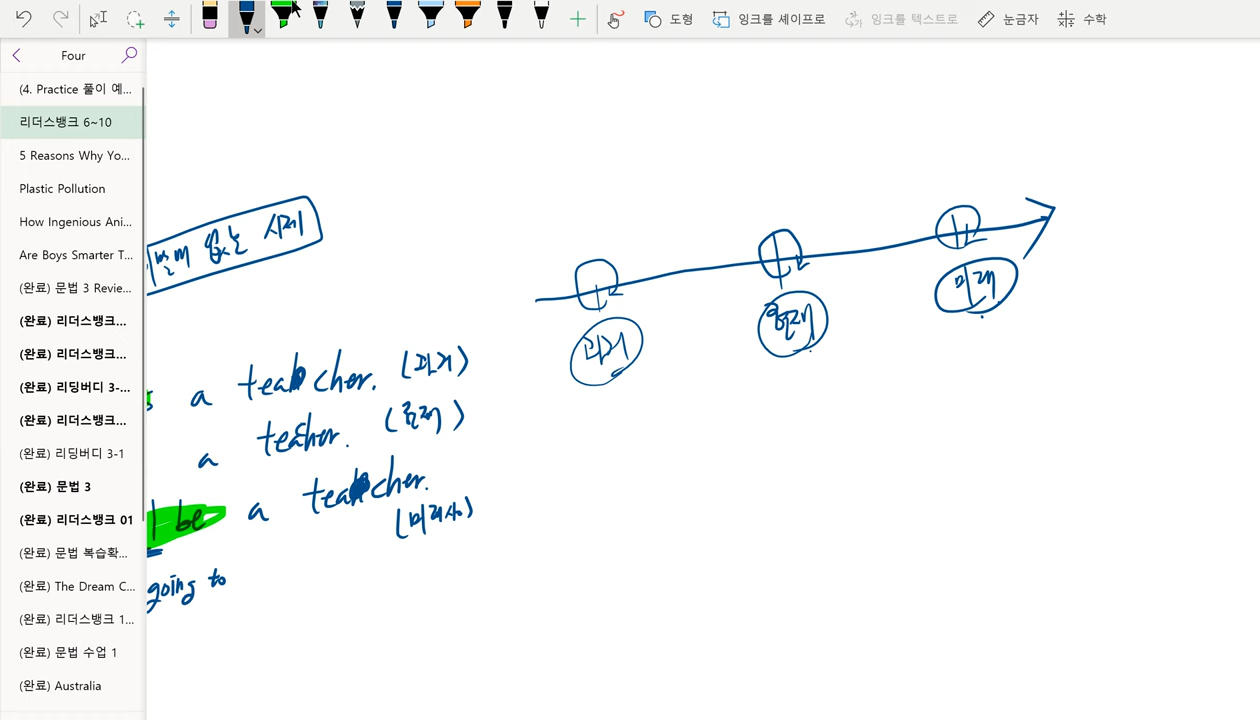 도형
잉크를 셰이프로
잉크를 텍스트로
눈금자
수학
Four
(4. Practice 풀이 예...
리더스뱅크 6~10
5 Reasons Why Yo...
Plastic Pollution
How Ingenious Ani...
Are Boys Smarter T...
(완료) 문법 3 Revie...
(완료) 리더스뱅크...
(완료) 리더스뱅크...
(완료) 리딩버디 3-...
(완료) 리더스뱅크...
(완료) 리딩버디 3-1
(완료) 문법 3
(완료) 리더스뱅크 01
(완료) 문법 복습확...
(완료) The Dream C...
(완료) 리더스뱅크 1...
(완료) 문법 수업 1
(완료) Australia
없는 시제
a teacher. (과거)
a teacher. (현재)
be a teacher.
going to
과거
현재
미래